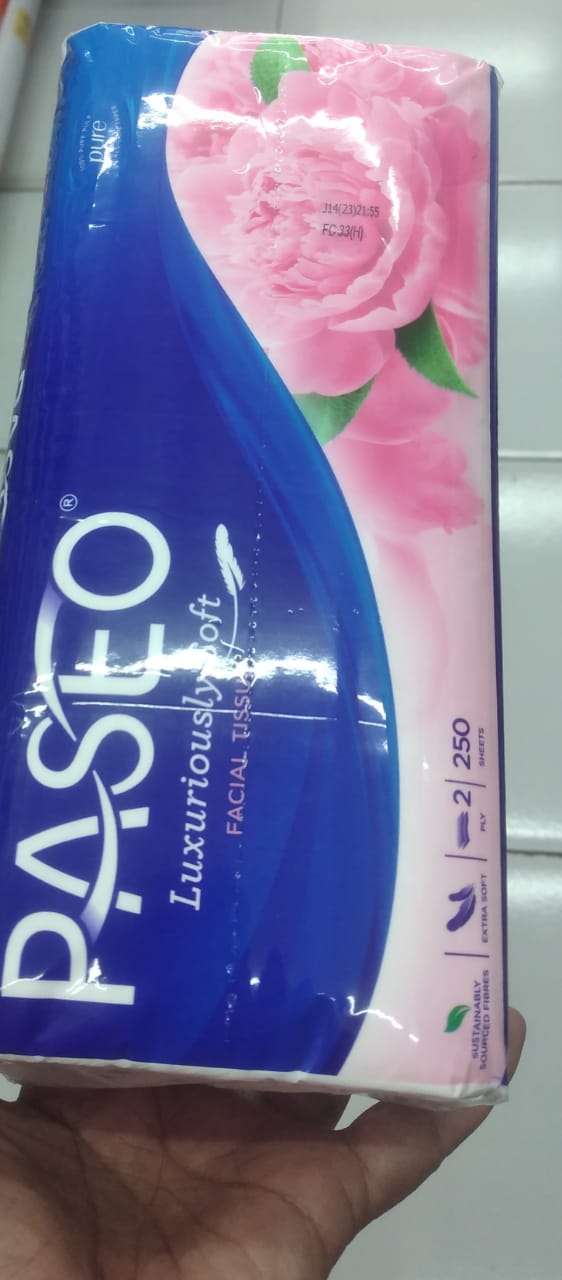 pure
J14(23)21:55
FC 33(H)
PASEO®
Luxuriously Soft
FACIAL TISSUE
SUSTAINABLY
SOURCED FIBRES
EXTRA SOFT
2
PLY
250
SHEETS